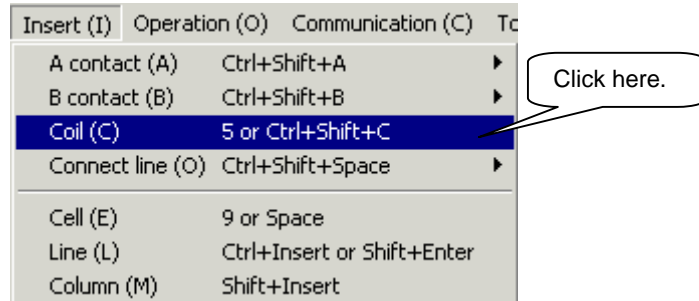 Insert (I) Operation (O) Communication (C)
A contact (A) Ctrl+Shift+A
B contact (B) Ctrl+Shift+B
Click here.
Coil (C) 5 or Ctrl+Shift+C
Connect line (O) Ctrl+Shift+Space
Cell (E) 9 or Space
Line (L) Ctrl+Insert or Shift+Enter
Column (M) Shift+Insert